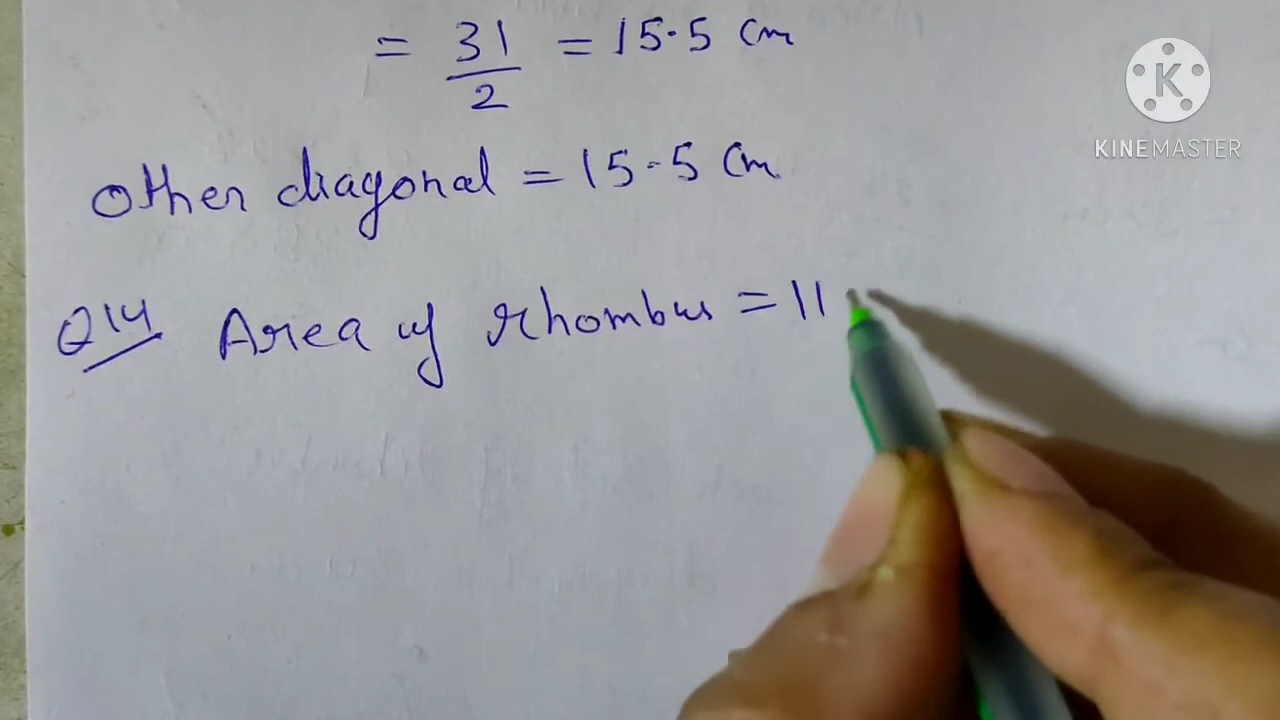 = 31/2 = 15.5 cm
K
KINEMASTER
Other diagonal = 15.5 cm
Q14 Area of rhombus = 11